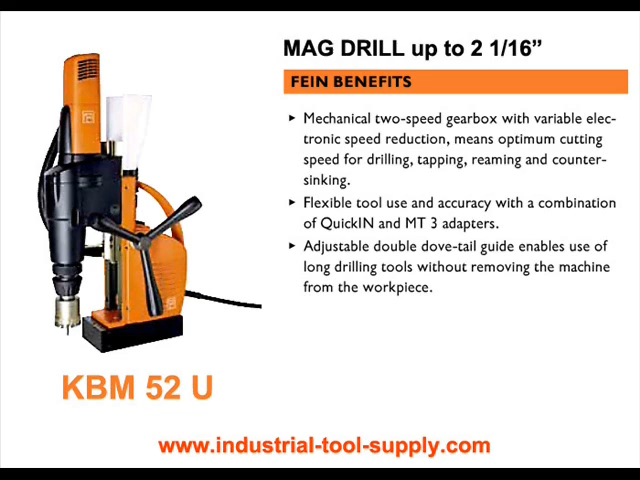 MAG DRILL up to 2 1/16”
FEIN BENEFITS
‣ Mechanical two-speed gearbox with variable elec-
tronic speed reduction, means optimum cutting
speed for drilling, tapping, reaming and counter-
sinking.
‣ Flexible tool use and accuracy with a combination
of QuickIN and MT 3 adapters.
‣ Adjustable double dove-tail guide enables use of
long drilling tools without removing the machine
from the workpiece.
KBM 52 U
www.industrial-tool-supply.com